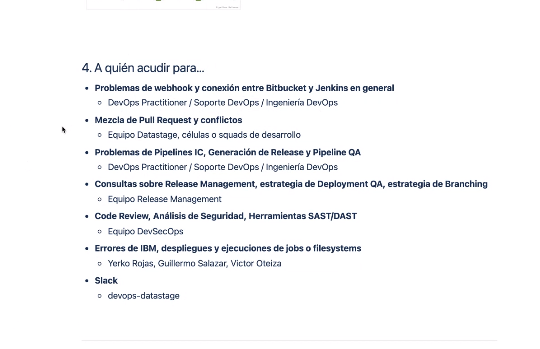 4. A quién acudir para...
• Problemas de webhook y conexión entre Bitbucket y Jenkins en general
○ DevOps Practitioner / Soporte DevOps / Ingeniería DevOps
• Mezcla de Pull Request y conflictos
○ Equipo Datastage, células o squads de desarrollo
• Problemas de Pipelines IC, Generación de Release y Pipeline QA
○ DevOps Practitioner / Soporte DevOps / Ingeniería DevOps
• Consultas sobre Release Management, estrategia de Deployment QA, estrategia de Branching
○ Equipo Release Management
• Code Review, Análisis de Seguridad, Herramientas SAST/DAST
○ Equipo DevSecOps
• Errores de IBM, despliegues y ejecuciones de jobs o filesystems
○ Yerko Rojas, Guillermo Salazar, Victor Oteiza
• Slack
○ devops-datastage